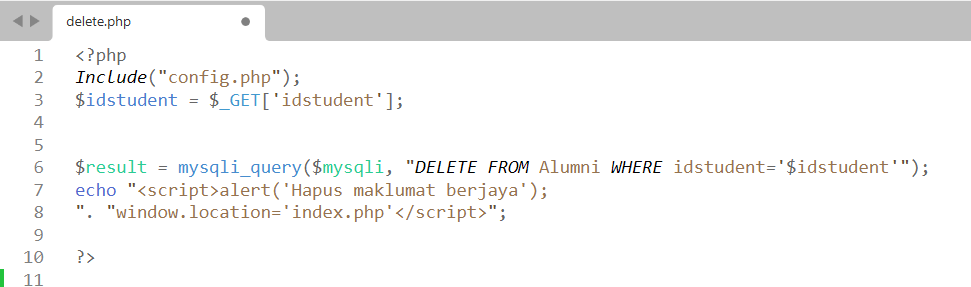 delete.php
1 <?php
2 Include("config.php");
3 $idstudent = $_GET['idstudent'];
4
5
6 $result = mysqli_query($mysqli, "DELETE FROM Alumni WHERE idstudent='$idstudent'");
7 echo "<script>alert('Hapus maklumat berjaya');
8 ". "window.location='index.php'</script>";
9
10 ?>
11